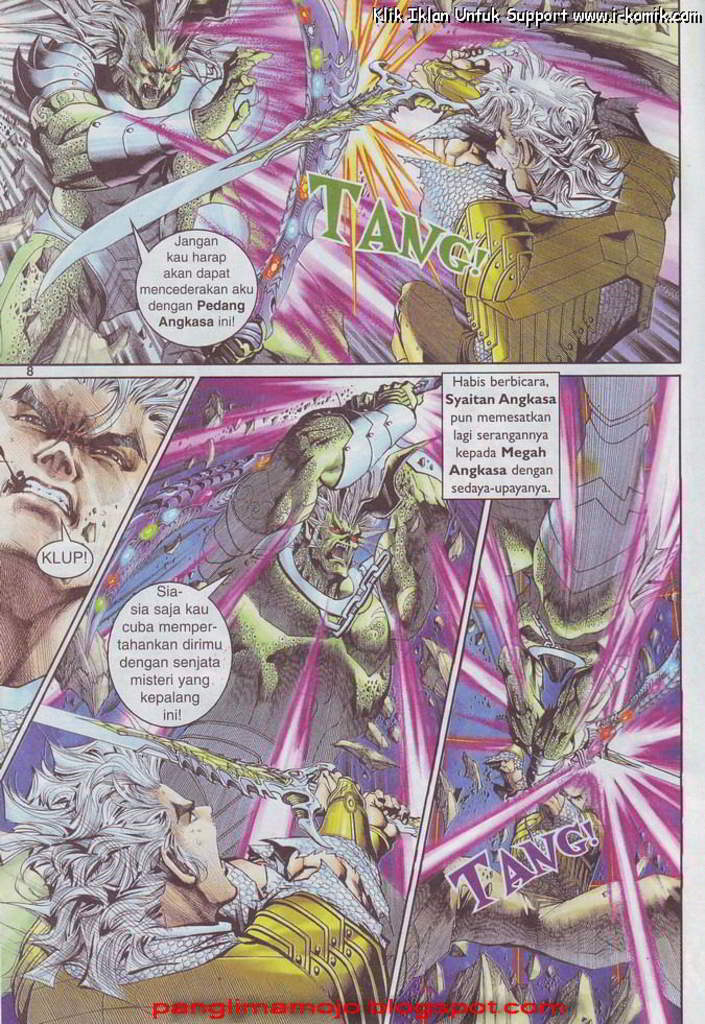 Klik Iklan Untuk Support www.i-komik.com
Jangan
kau harap
akan dapat
mencederakan aku
dengan Pedang
Angkasa ini!
TANG!
8
KLUP!
Habis berbicara,
Syaitan Angkasa
pun memesatkan
lagi serangannya
kepada Megah
Angkasa dengan
sedaya-upayanya.
Sia-
sia saja kau
cuba memper-
tahankan dirimu
dengan senjata
misteri yang
kepalang
ini!
TANG!
panglimamojo.blogspot.com